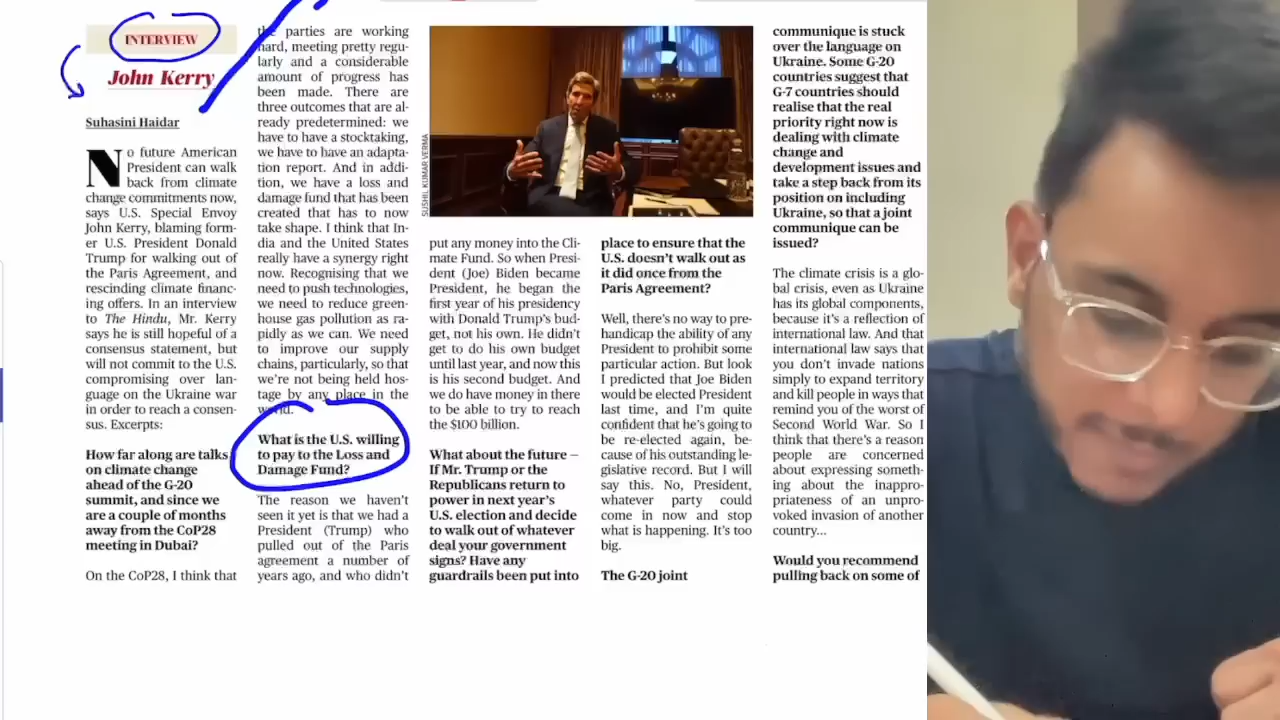 INTERVIEW
John Kerry
Suhasini Haidar
No future American
President can walk
back from climate
change commitments now,
says U.S. Special Envoy
John Kerry, blaming form-
er U.S. President Donald
Trump for walking out of
the Paris Agreement, and
rescinding climate financ-
ing offers. In an interview
to The Hindu, Mr. Kerry
says he is still hopeful of a
consensus statement, but
will not commit to the U.S.
compromising over lan-
guage on the Ukraine war
in order to reach a consen-
sus. Excerpts:
How far along are talks
on climate change
ahead of the G-20
summit, and since we
are a couple of months
away from the CoP28
meeting in Dubai?
On the CoP28, I think that
the parties are working
hard, meeting pretty regu-
larly and a considerable
amount of progress has
been made. There are
three outcomes that are al-
ready predetermined: we
have to have a stocktaking,
we have to have an adapta-
tion report. And in addi-
tion, we have a loss and
damage fund that has been
created that has to now
take shape. I think that In-
dia and the United States
really have a synergy right
now. Recognising that we
need to push technologies,
we need to reduce green-
house gas pollution as ra-
pidly as we can. We need
to improve our supply
chains, particularly, so that
we're not being held hos-
tage by any place in the
world.
What is the U.S. willing
to pay to the Loss and
Damage Fund?
The reason we haven't
seen it yet is that we had a
President (Trump) who
pulled out of the Paris
agreement a number of
years ago, and who didn't
SUSHIL KUMAR VERMA
put any money into the Cli-
mate Fund. So when Presi-
dent (Joe) Biden became
President, he began the
first year of his presidency
with Donald Trump's bud-
get, not his own. He didn't
get to do his own budget
until last year, and now this
is his second budget. And
we do have money in there
to be able to try to reach
the $100 billion.
What about the future –
If Mr. Trump or the
Republicans return to
power in next year's
U.S. election and decide
to walk out of whatever
deal your government
signs? Have any
guardrails been put into
place to ensure that the
U.S. doesn't walk out as
it did once from the
Paris Agreement?
Well, there's no way to pre-
handicap the ability of any
President to prohibit some
particular action. But look
I predicted that Joe Biden
would be elected President
last time, and I'm quite
confident that he's going to
be re-elected again, be-
cause of his outstanding le-
gislative record. But I will
say this. No, President,
whatever party could
come in now and stop
what is happening. It's too
big.
The G-20 joint
communique is stuck
over the language on
Ukraine. Some G-20
countries suggest that
G-7 countries should
realise that the real
priority right now is
dealing with climate
change and
development issues and
take a step back from its
position on including
Ukraine, so that a joint
communique can be
issued?
The climate crisis is a glo-
bal crisis, even as Ukraine
has its global components,
because it's a reflection of
international law. And that
international law says that
you don't invade nations
simply to expand territory
and kill people in ways that
remind you of the worst of
Second World War. So I
think that there's a reason
people are concerned
about expressing someth-
ing about the inappro-
priateness of an unpro-
voked invasion of another
country...
Would you recommend
pulling back on some of